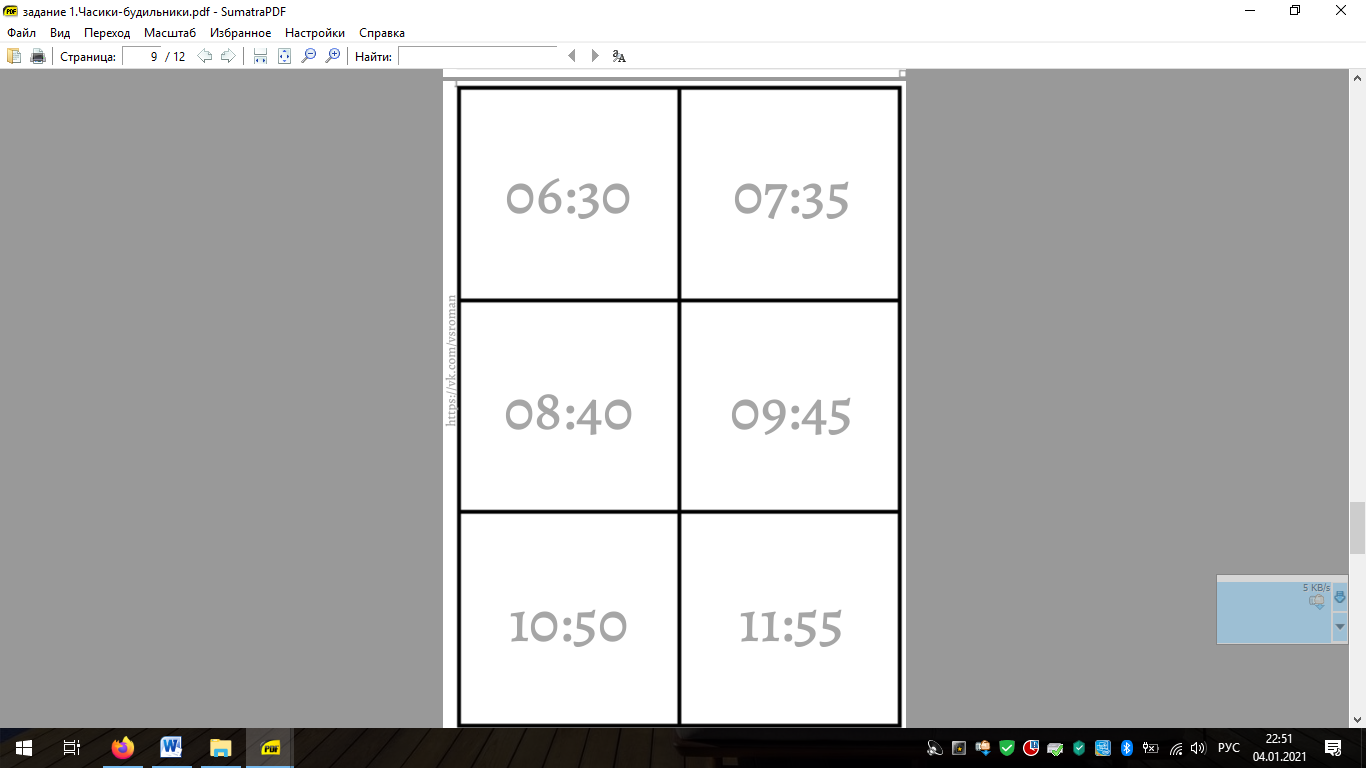 задание 1.Часики-будильники.pdf - SumatraPDF
Файл Вид Переход Масштаб Избранное Настройки Справка
Страница: 9 / 12 Найти:
06:30 07:35
https://vk.com/vsroman
08:40 09:45
10:50 11:55
5 KB/s
РУС
22:51
04.01.2021